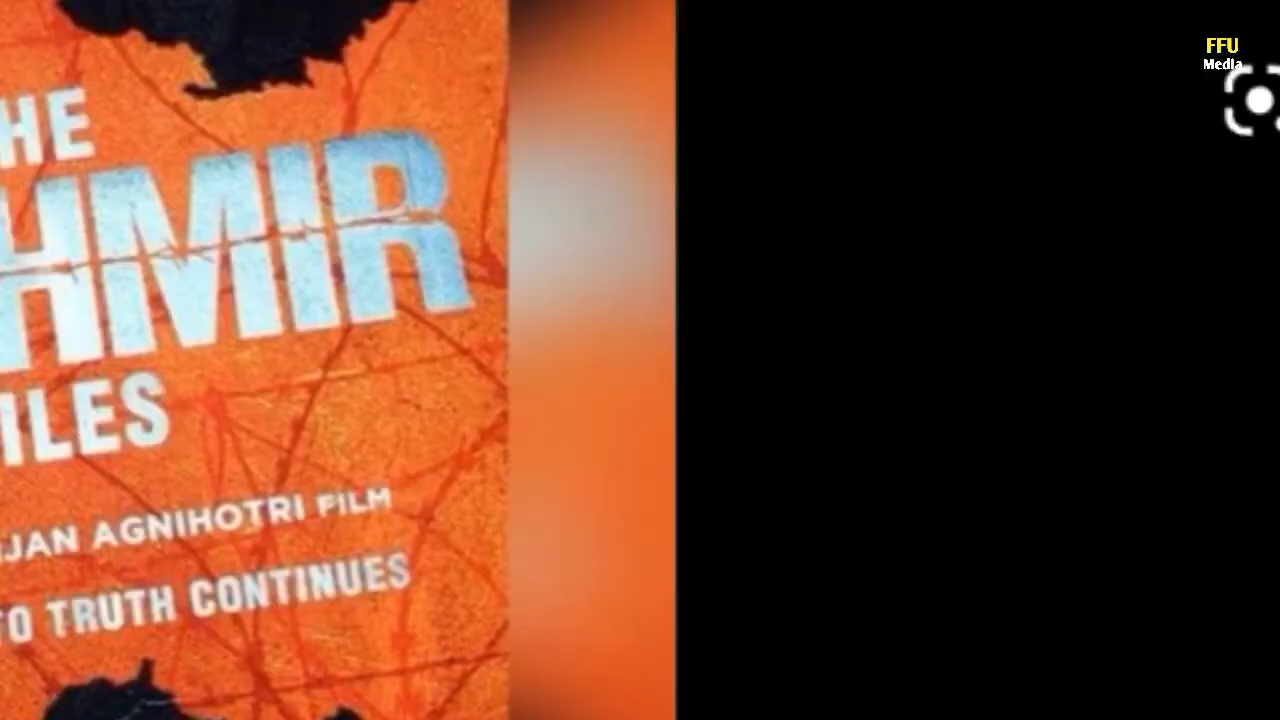 HE
HMIR
ILES
JAN AGNIHOTRI FILM
TO TRUTH CONTINUES
FFU
Media